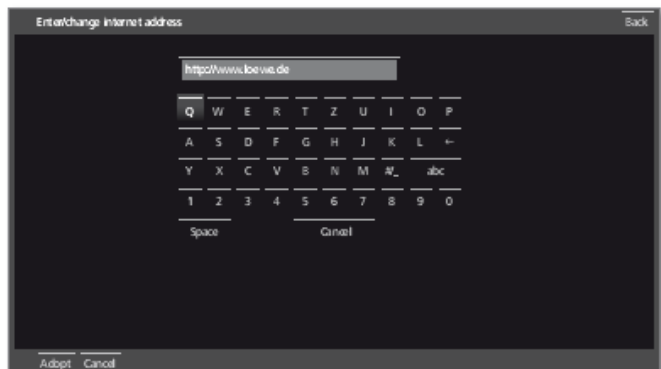 Enter/change internet address Back
http://www.loewe.de
Q W E R T Z U I O P
A S D F G H J K L ←
Y X C V B N M #/_ abc
1 2 3 4 5 6 7 8 9 0
Space Cancel
Adopt Cancel